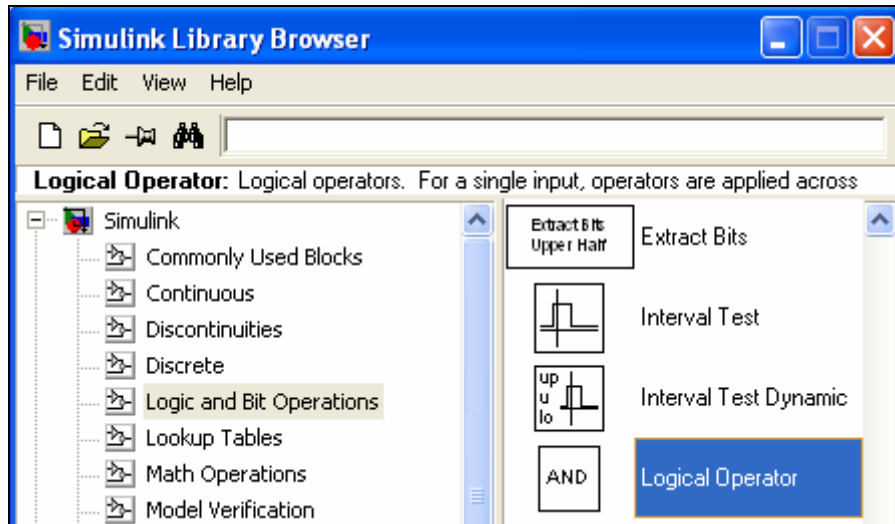 Simulink Library Browser
File Edit View Help
Logical Operator: Logical operators. For a single input, operators are applied across
Simulink
Commonly Used Blocks
Continuous
Discontinuities
Discrete
Logic and Bit Operations
Lookup Tables
Math Operations
Model Verification
Extract Bits
Upper Half
Extract Bits
Interval Test
up
u
lo
Interval Test Dynamic
AND
Logical Operator